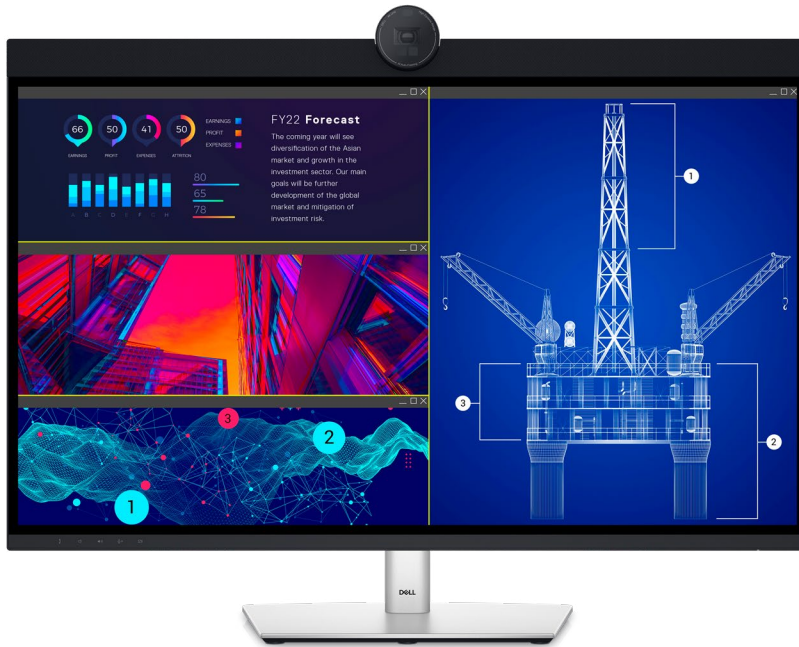 66
50
41
50
EARNINGS
PROFIT
EXPENSES
ATTRITION
EARNINGS
PROFIT
EXPENSES
A B C D E F G H
80
65
78
FY22 Forecast
The coming year will see
diversification of the Asian
market and growth in the
investment sector. Our main
goals will be further
development of the global
market and mitigation of
investment risk.
3
2
1
1
3
2
DELL